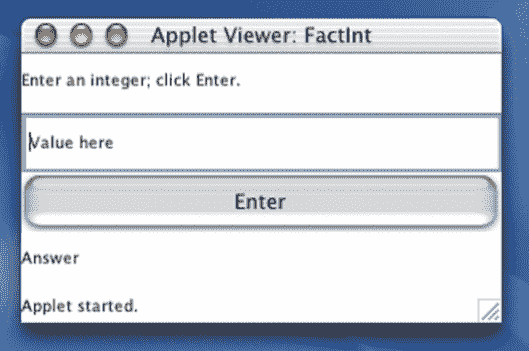 Applet Viewer: FactInt
Enter an integer; click Enter.
Value here
Enter
Answer
Applet started.